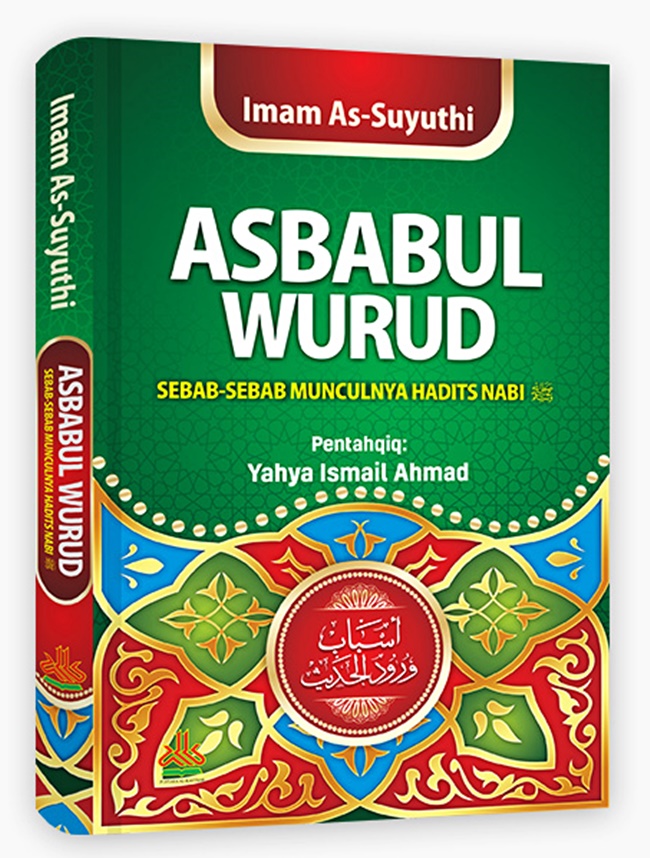 Imam As-Suyuthi
ASBABUL
WURUD
SEBAB-SEBAB MUNCULNYA HADITS NABI ﷺ
Pentahqiq:
Yahya Ismail Ahmad
أسباب
ورود الحديث
Imam As-Suyuthi
ASBABUL WURUD
SEBAB-SEBAB MUNCULNYA HADITS NABI ﷺ